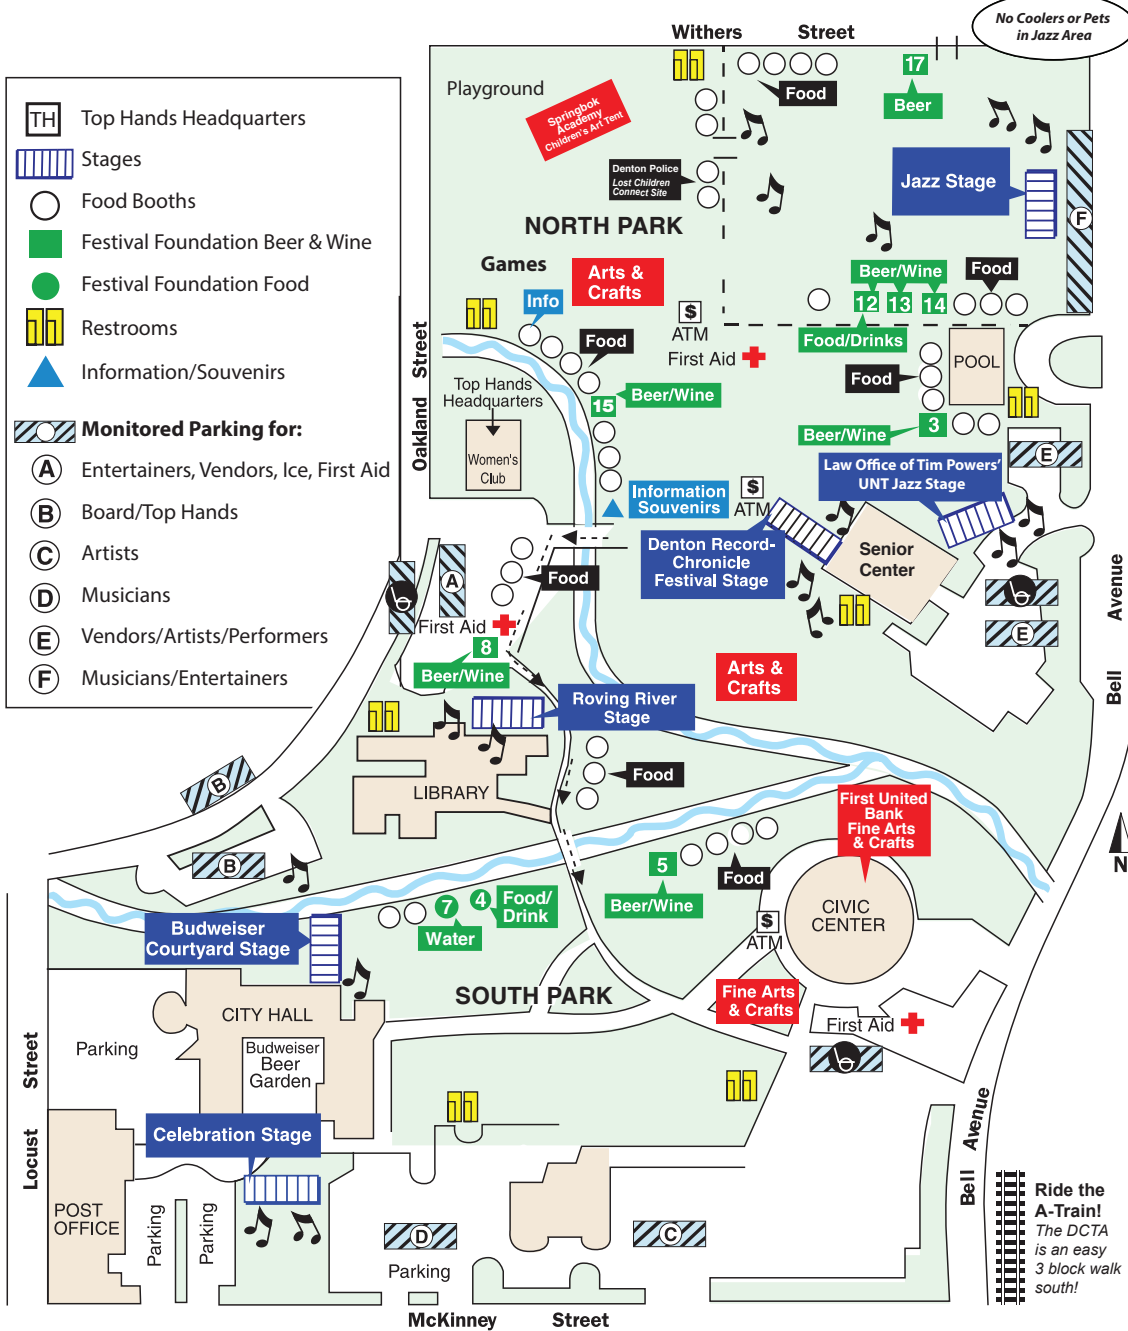 No Coolers or Pets
in Jazz Area
Withers Street
TH Top Hands Headquarters
Stages
Food Booths
Festival Foundation Beer & Wine
Festival Foundation Food
Restrooms
Information/Souvenirs
Monitored Parking for:
A Entertainers, Vendors, Ice, First Aid
B Board/Top Hands
C Artists
D Musicians
E Vendors/Artists/Performers
F Musicians/Entertainers
Playground
Springbok
Academy
Children's Art Tent
Food
17
Beer
Denton Police
Lost Children
Connect Site
Jazz Stage
F
NORTH PARK
Games
Arts &
Crafts
Info
$
ATM
First Aid
Beer/Wine
12
13
14
Food
Food/Drinks
Food
POOL
Food
Oakland Street
Top Hands
Headquarters
Women's
Club
15
Beer/Wine
Beer/Wine
3
E
Law Office of Tim Powers'
UNT Jazz Stage
Information
Souvenirs
$
ATM
Denton Record-
Chronicle
Festival Stage
Senior
Center
Food
A
First Aid
8
Beer/Wine
E
Bell Avenue
Arts &
Crafts
Roving River
Stage
Food
LIBRARY
B
B
First United
Bank
Fine Arts
& Crafts
N
5
Beer/Wine
Food
CIVIC
CENTER
$
ATM
7
4
Food/
Drink
Water
Budweiser
Courtyard Stage
SOUTH PARK
Fine Arts
& Crafts
First Aid
CITY HALL
Parking
Budweiser
Beer
Garden
Locust Street
Celebration Stage
POST
OFFICE
Parking
Parking
D
Parking
C
Bell Avenue
Ride the
A-Train!
The DCTA
is an easy
3 block walk
south!
McKinney Street